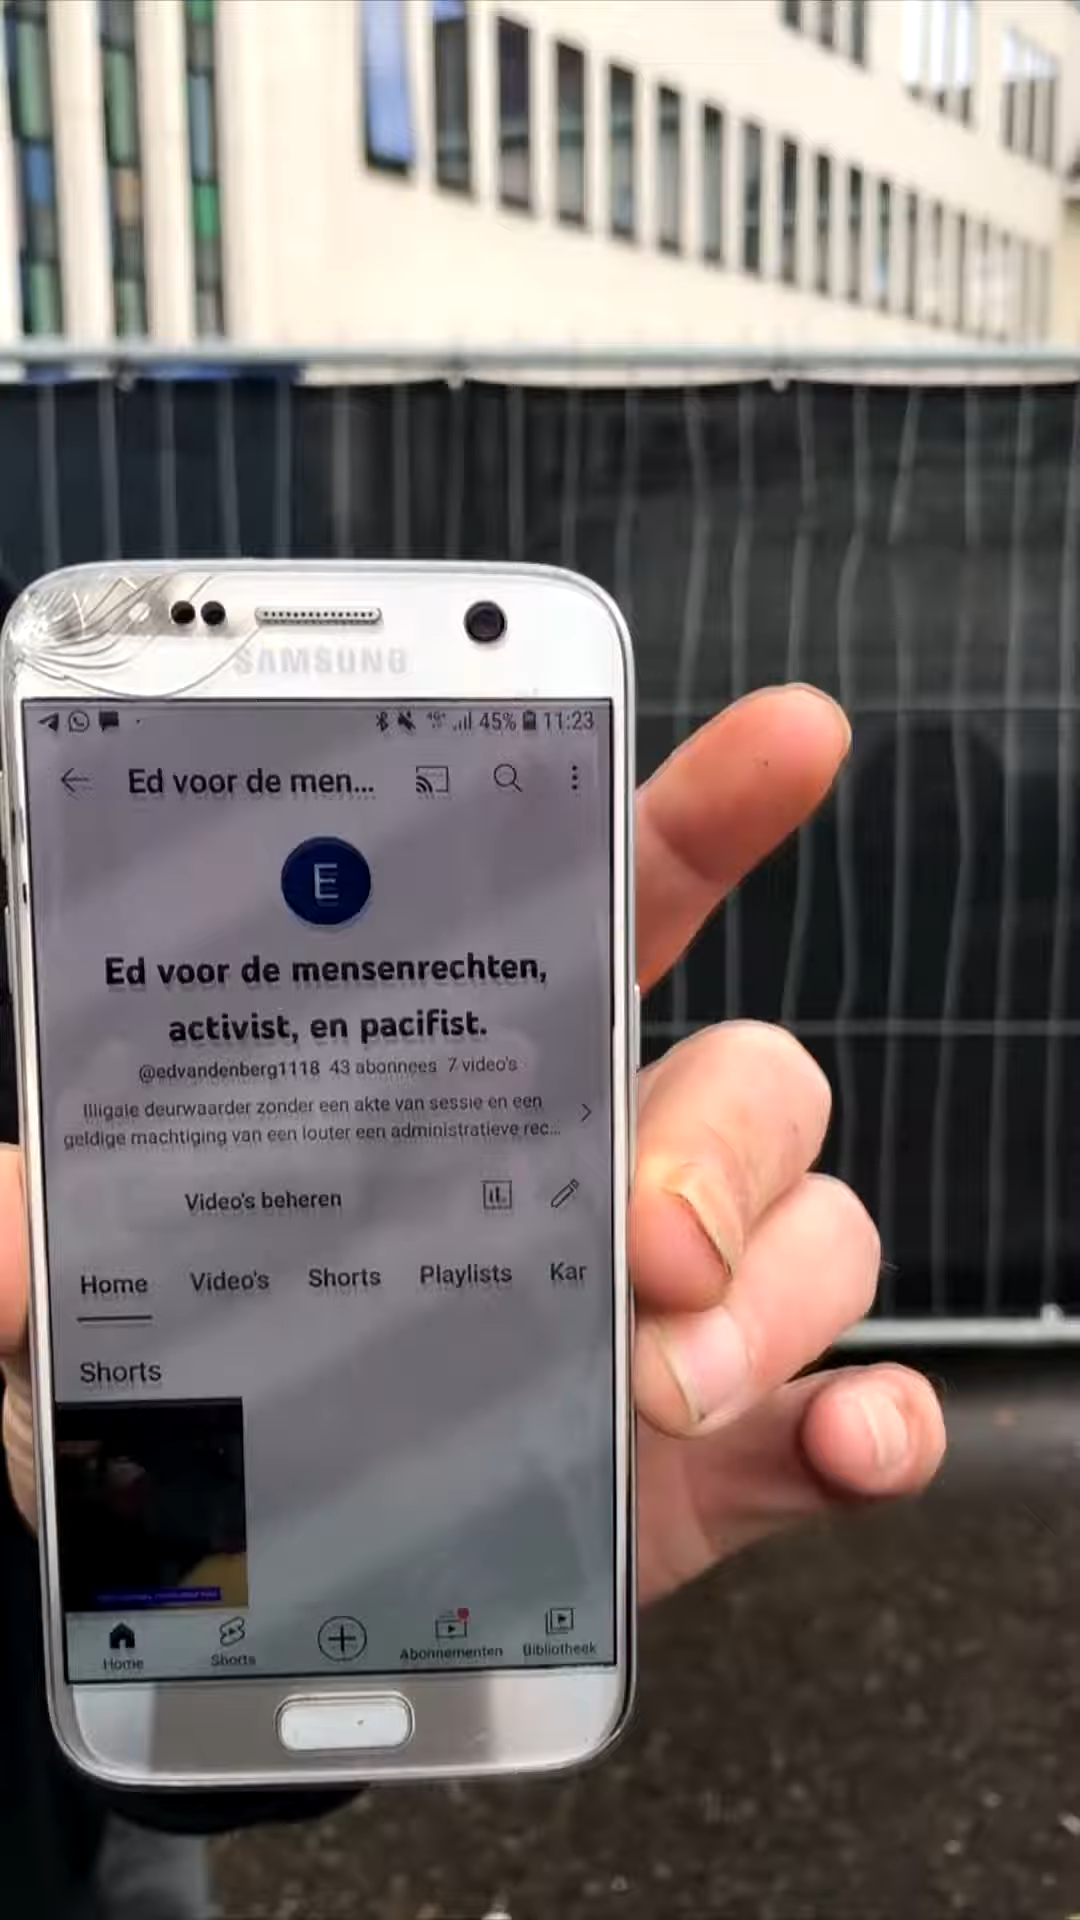 SAMSUNG
45% 11:23
Ed voor de men...
E
Ed voor de mensenrechten,
activist, en pacifist.
@edvandenberg1118 43 abonnees 7 video's
Illigale deurwaarder zonder een akte van sessie en een
geldige machtiging van een louter een administratieve rec...
Video's beheren
Home Video's Shorts Playlists Kar
Shorts
Home Shorts Abonnementen Bibliotheek